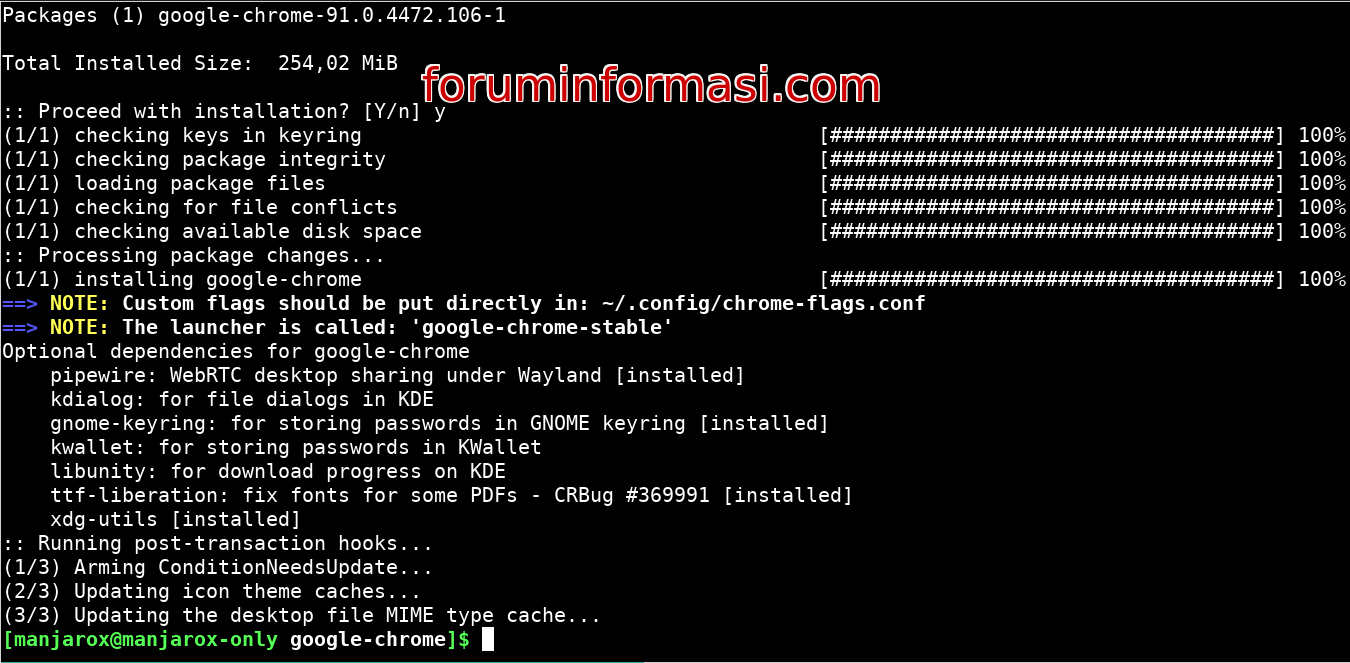 Packages (1) google-chrome-91.0.4472.106-1
Total Installed Size:  254,02 MiB
foruminformasi.com
:: Proceed with installation? [Y/n] y
(1/1) checking keys in keyring [#####################################] 100%
(1/1) checking package integrity [#####################################] 100%
(1/1) loading package files [#####################################] 100%
(1/1) checking for file conflicts [#####################################] 100%
(1/1) checking available disk space [#####################################] 100%
:: Processing package changes...
(1/1) installing google-chrome [#####################################] 100%
==> NOTE: Custom flags should be put directly in: ~/.config/chrome-flags.conf
==> NOTE: The launcher is called: 'google-chrome-stable'
Optional dependencies for google-chrome
    pipewire: WebRTC desktop sharing under Wayland [installed]
    kdialog: for file dialogs in KDE
    gnome-keyring: for storing passwords in GNOME keyring [installed]
    kwallet: for storing passwords in KWallet
    libunity: for download progress on KDE
    ttf-liberation: fix fonts for some PDFs - CRBug #369991 [installed]
    xdg-utils [installed]
:: Running post-transaction hooks...
(1/3) Arming ConditionNeedsUpdate...
(2/3) Updating icon theme caches...
(3/3) Updating the desktop file MIME type cache...
[manjarox@manjarox-only google-chrome]$